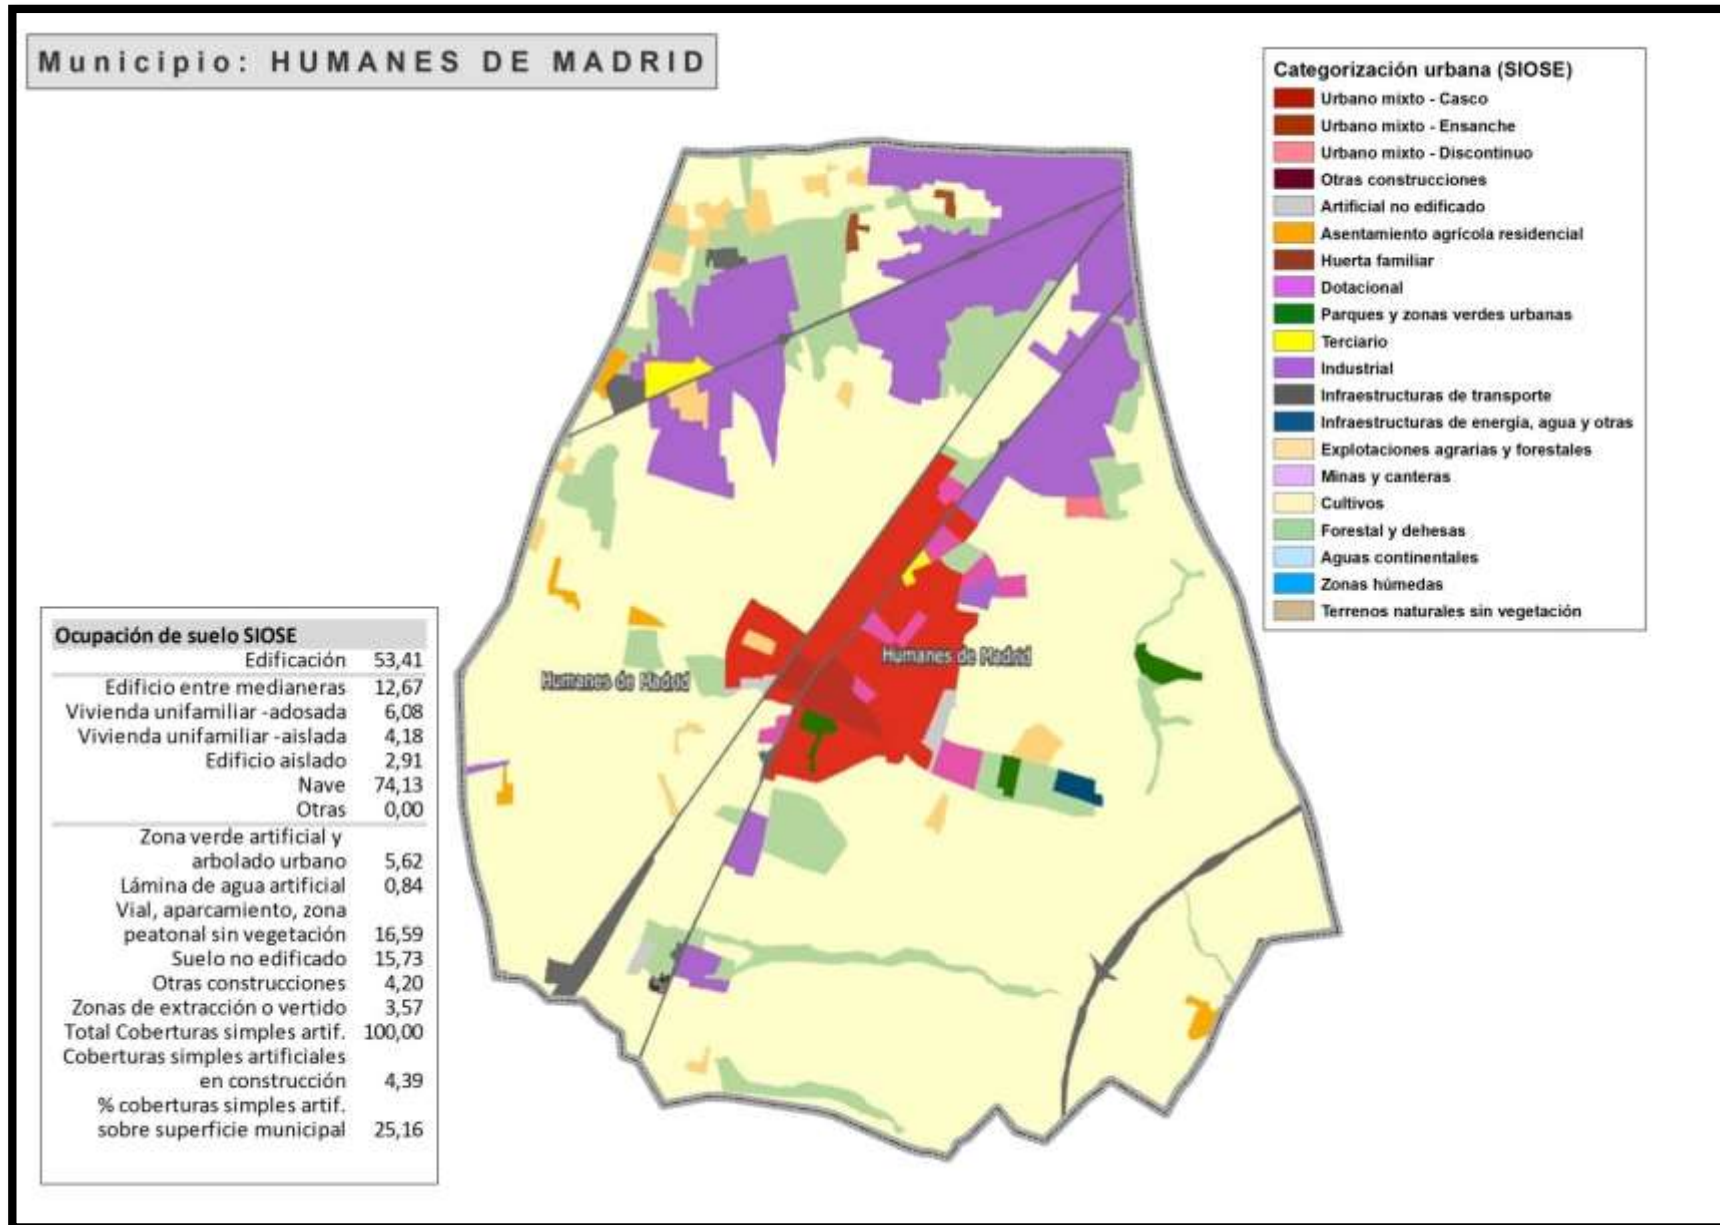 Municipio: HUMANES DE MADRID
Categorización urbana (SIOSE)
Urbano mixto - Casco
Urbano mixto - Ensanche
Urbano mixto - Discontinuo
Otras construcciones
Artificial no edificado
Asentamiento agrícola residencial
Huerta familiar
Dotacional
Parques y zonas verdes urbanas
Terciario
Industrial
Infraestructuras de transporte
Infraestructuras de energía, agua y otras
Explotaciones agrarias y forestales
Minas y canteras
Cultivos
Forestal y dehesas
Aguas continentales
Zonas húmedas
Terrenos naturales sin vegetación
Humanes de Madrid
Humanes de Madrid
Ocupación de suelo SIOSE
Edificación 53,41
Edificio entre medianeras 12,67
Vivienda unifamiliar -adosada 6,08
Vivienda unifamiliar -aislada 4,18
Edificio aislado 2,91
Nave 74,13
Otras 0,00
Zona verde artificial y
arbolado urbano 5,62
Lámina de agua artificial 0,84
Vial, aparcamiento, zona
peatonal sin vegetación 16,59
Suelo no edificado 15,73
Otras construcciones 4,20
Zonas de extracción o vertido 3,57
Total Coberturas simples artif. 100,00
Coberturas simples artificiales
en construcción 4,39
% coberturas simples artif.
sobre superficie municipal 25,16